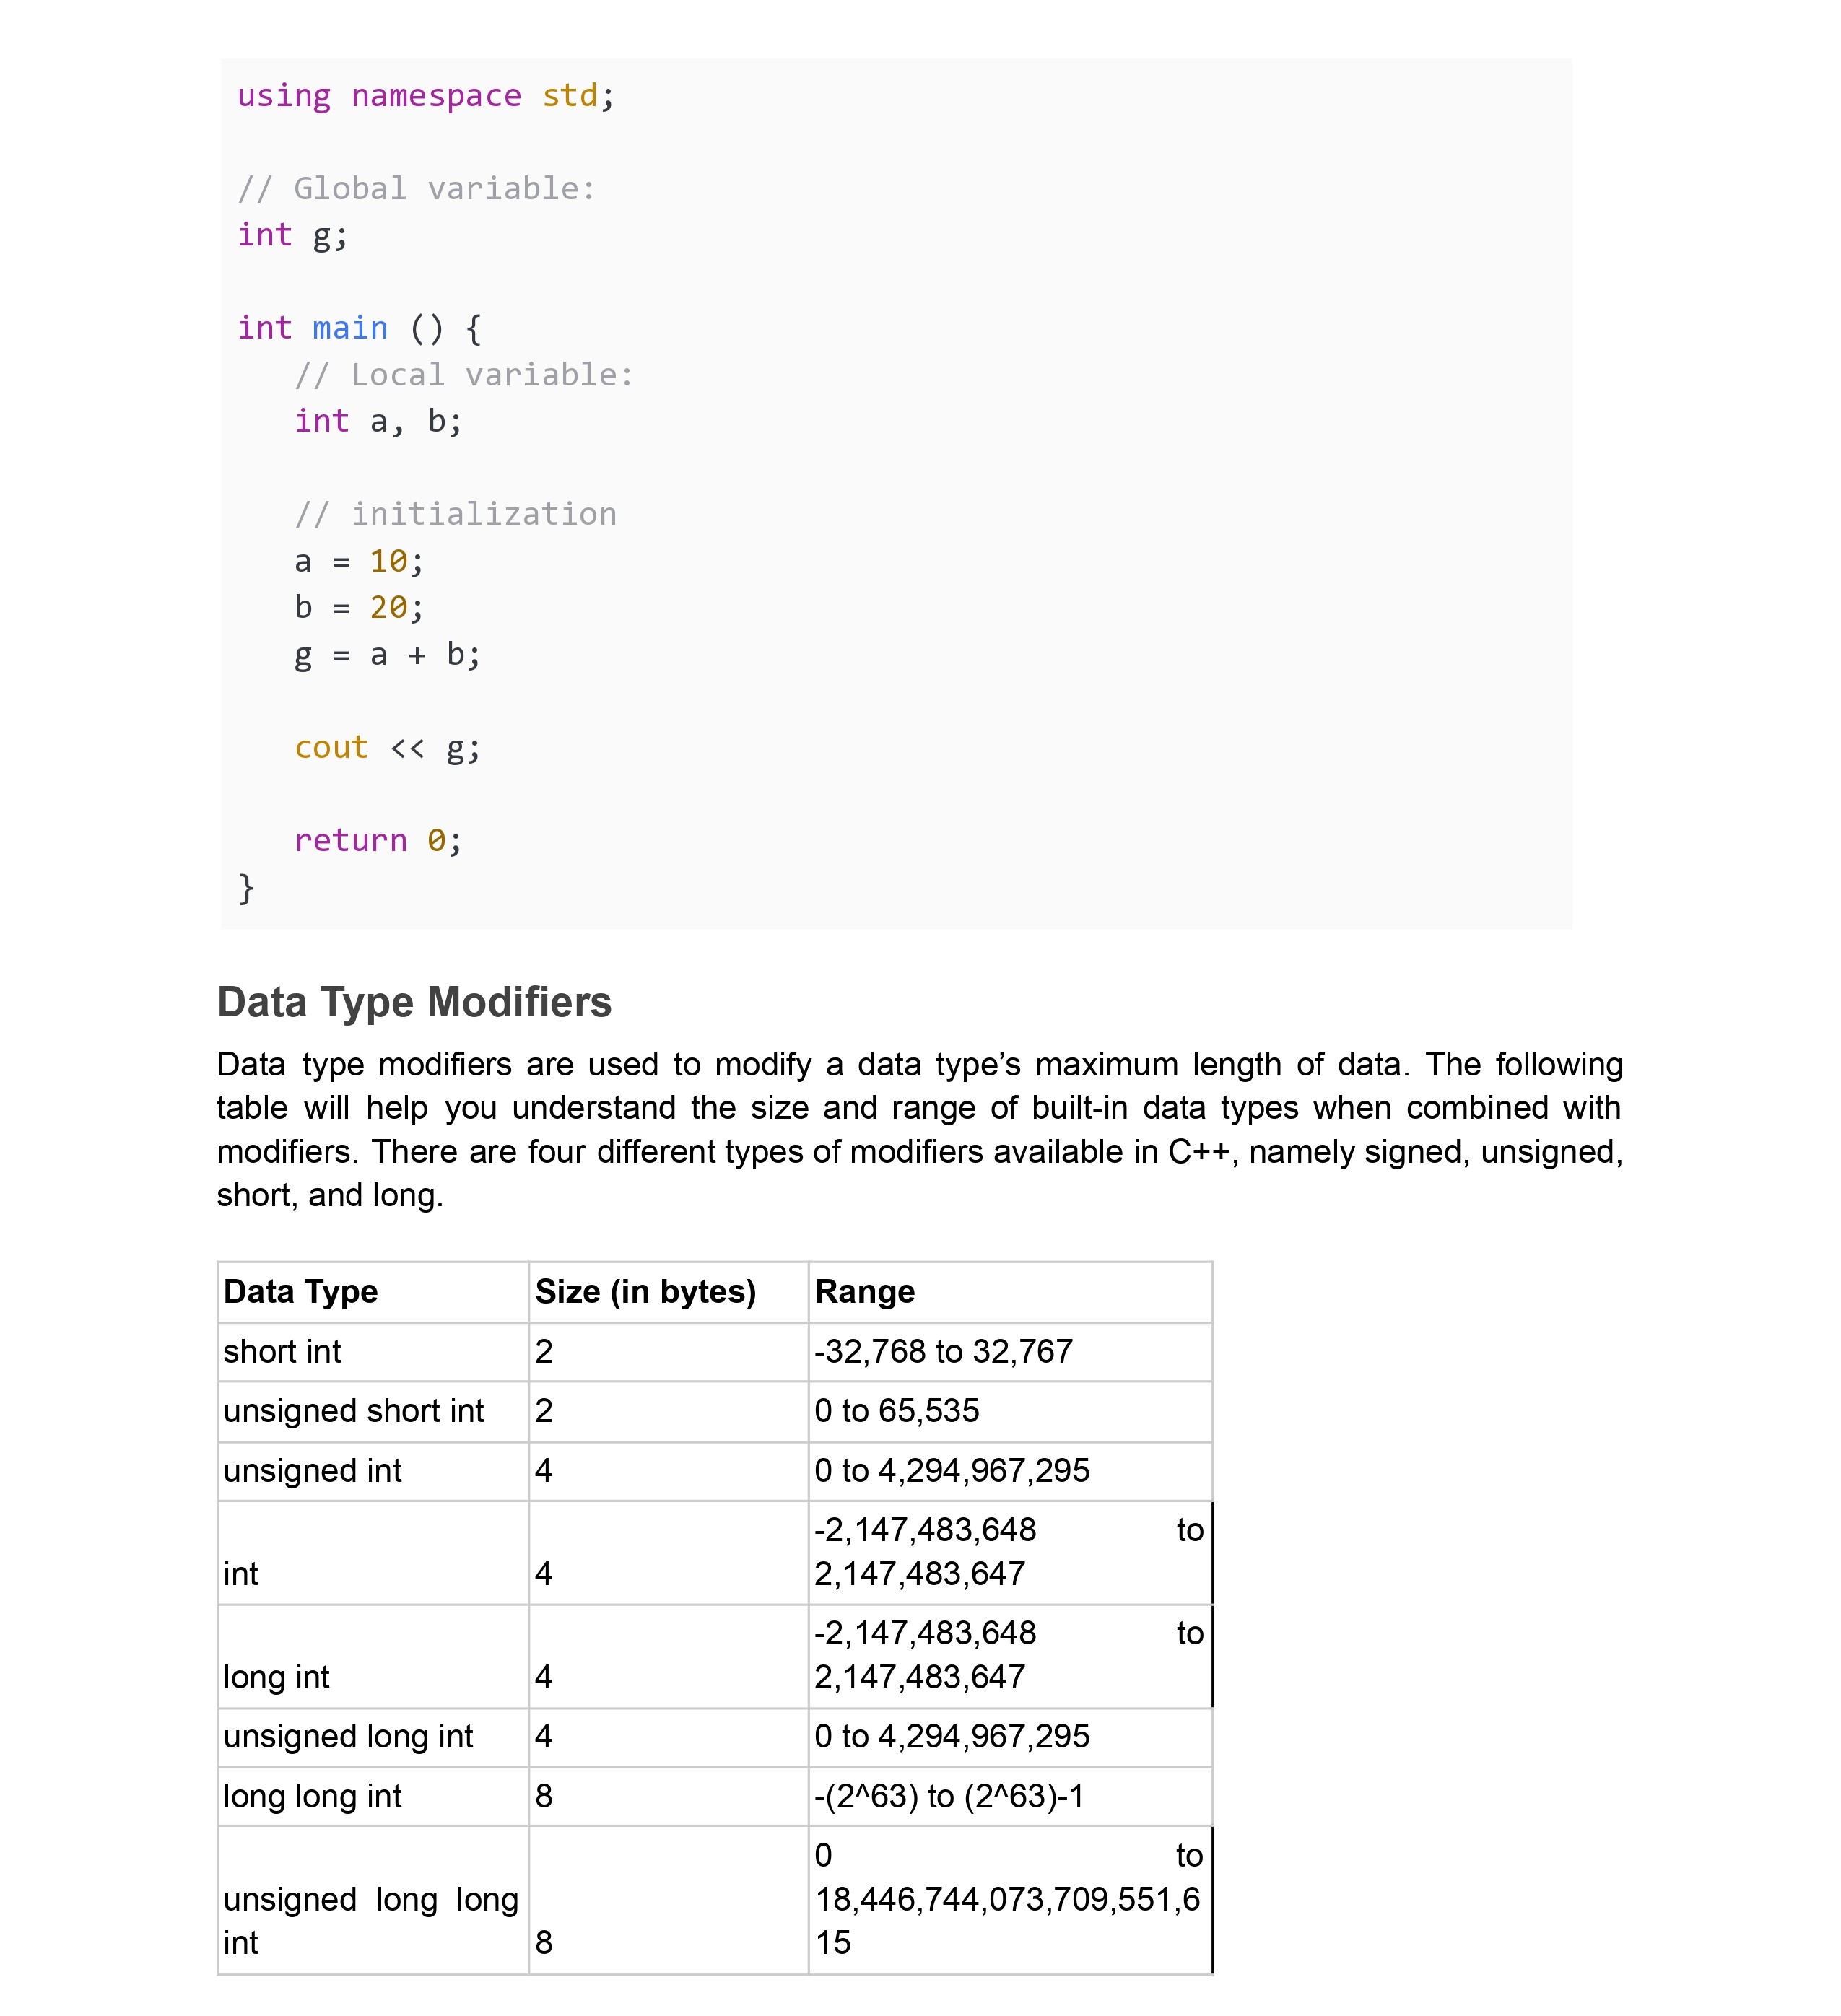 using namespace std;
// Global variable:
int g;
int main () {
   // Local variable:
   int a, b;
   // initialization
   a = 10;
   b = 20;
   g = a + b;
   cout << g;
   return 0;
}
Data Type Modifiers
Data type modifiers are used to modify a data type’s maximum length of data. The following
table will help you understand the size and range of built-in data types when combined with
modifiers. There are four different types of modifiers available in C++, namely signed, unsigned,
short, and long.
Data Type Size (in bytes) Range
short int 2 -32,768 to 32,767
unsigned short int 2 0 to 65,535
unsigned int 4 0 to 4,294,967,295
-2,147,483,648 to
int 4 2,147,483,647
-2,147,483,648 to
long int 4 2,147,483,647
unsigned long int 4 0 to 4,294,967,295
long long int 8 -(2^63) to (2^63)-1
0 to
unsigned long long 18,446,744,073,709,551,6
int 8 15